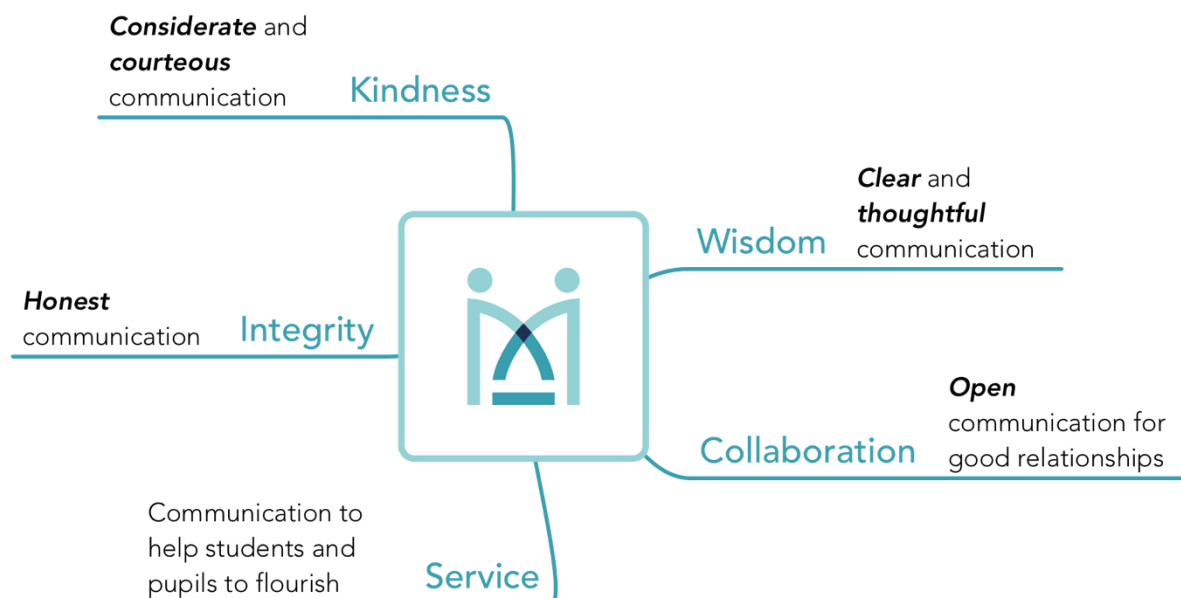 Considerate and
courteous
communication
Kindness
Clear and
thoughtful
communication
Wisdom
Honest
communication
Integrity
Open
communication for
good relationships
Collaboration
Communication to
help students and
pupils to flourish
Service